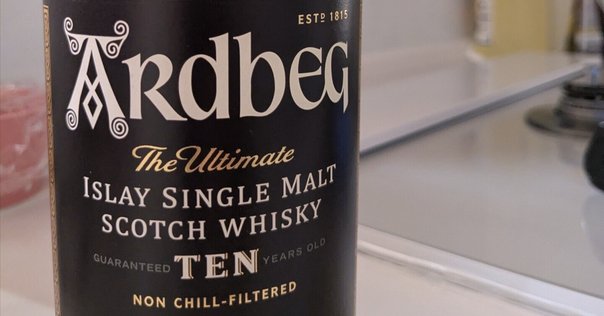 ESTD 1815
ARDBEG
The Ultimate
ISLAY SINGLE MALT
SCOTCH WHISKY
GUARANTEED TEN YEARS OLD
NON CHILL-FILTERED